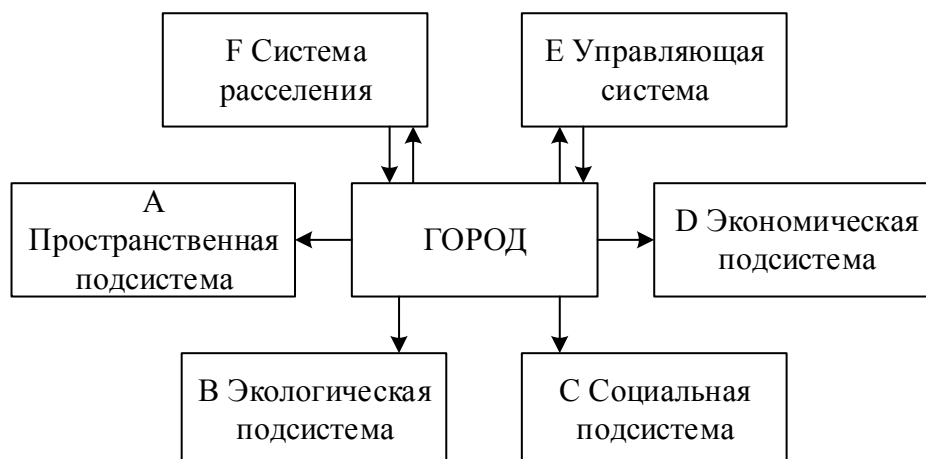 F Система
расселения
E Управляющая
система
A
Пространственная
подсистема
ГОРОД
D Экономическая
подсистема
B Экологическая
подсистема
C Социальная
подсистема